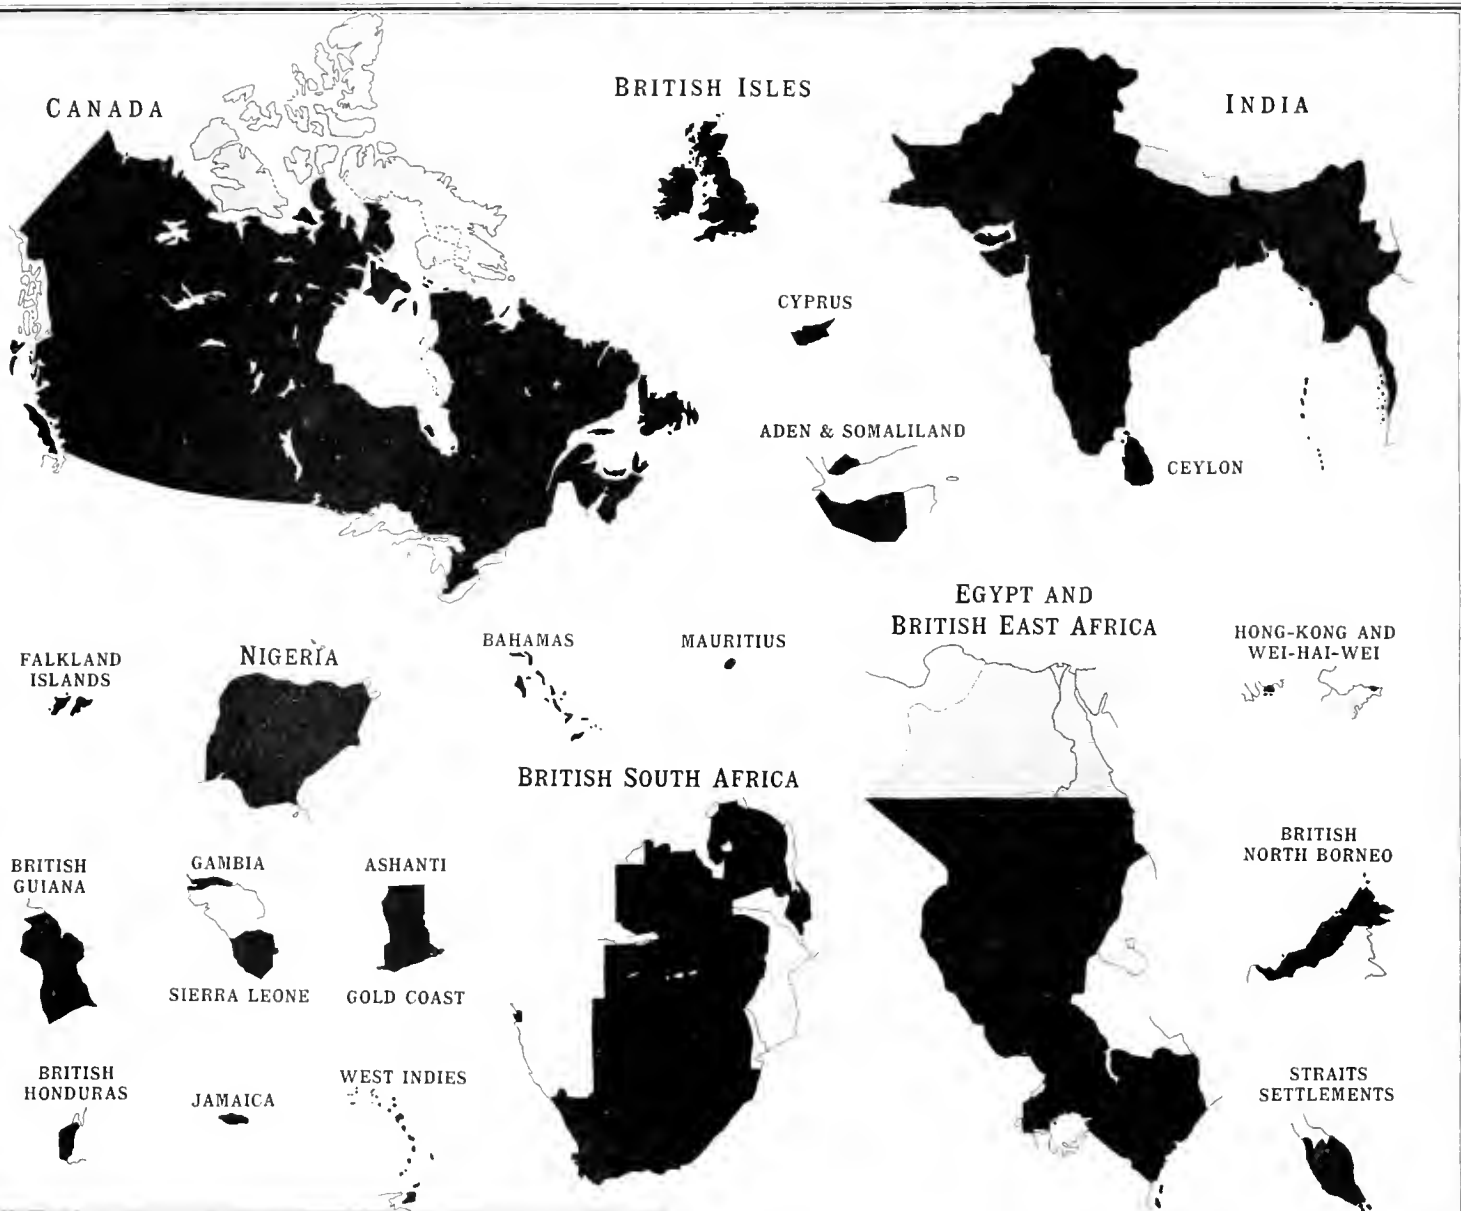 CANADA
BRITISH ISLES
INDIA
CYPRUS
ADEN & SOMALILAND
CEYLON
EGYPT AND
BRITISH EAST AFRICA
FALKLAND
ISLANDS
NIGERIA
BAHAMAS
MAURITIUS
HONG-KONG AND
WEI-HAI-WEI
BRITISH SOUTH AFRICA
BRITISH
GUIANA
GAMBIA
ASHANTI
BRITISH
NORTH BORNEO
SIERRA LEONE
GOLD COAST
BRITISH
HONDURAS
JAMAICA
WEST INDIES
STRAITS
SETTLEMENTS